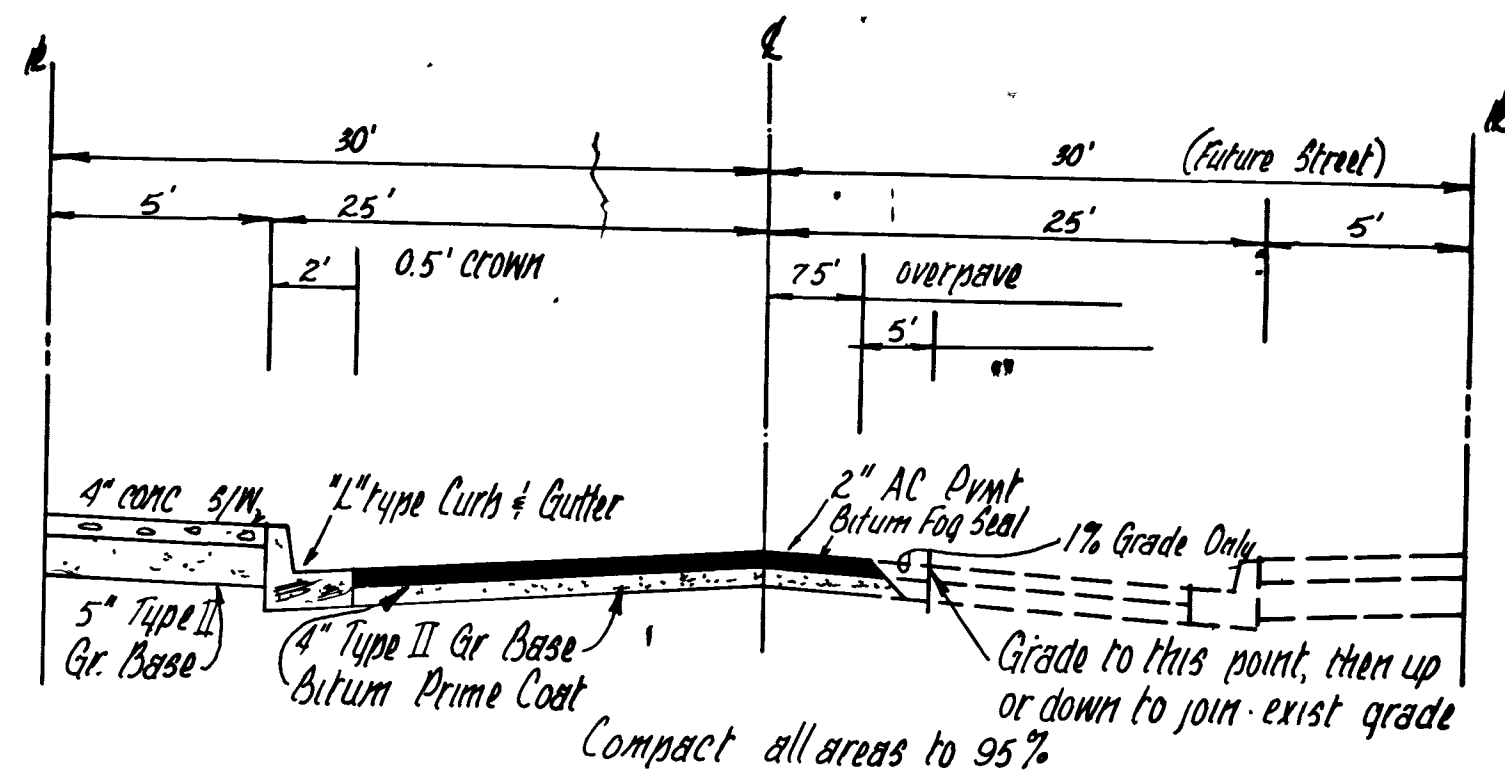 ℄
30'
30' (Future Street)
5'
25'
25'
5'
2'
0.5' crown
75' overpave
5'
""
4" conc S/W
"L" type Curb & Gutter
2" AC Pvmt
Bitum Fog Seal
1% Grade Only
5" Type II
Gr. Base
4" Type II Gr Base
Bitum Prime Coat
Grade to this point, then up
or down to join exist grade
Compact all areas to 95%